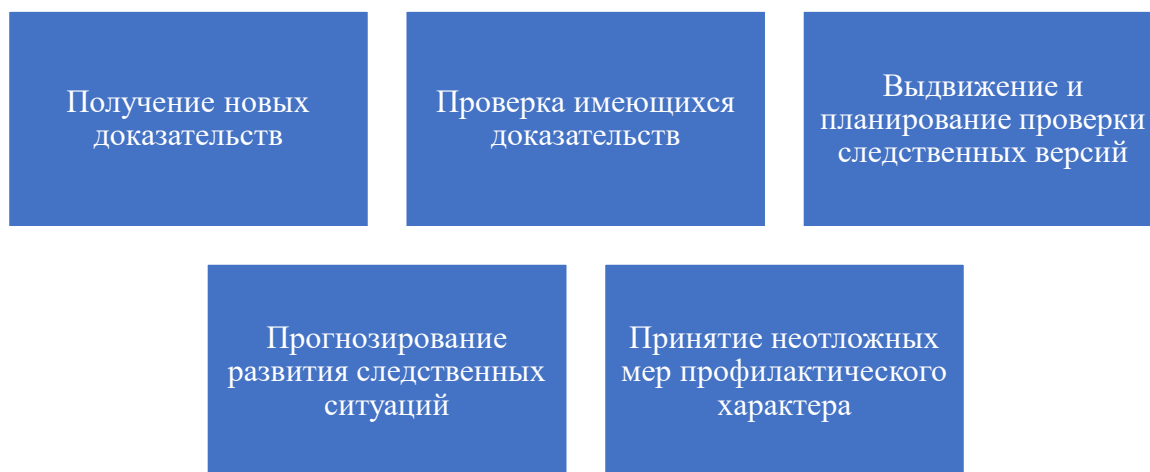 Получение новых
доказательств
Проверка имеющихся
доказательств
Выдвижение и
планирование проверки
следственных версий
Прогнозирование
развития следственных
ситуаций
Принятие неотложных
мер профилактического
характера